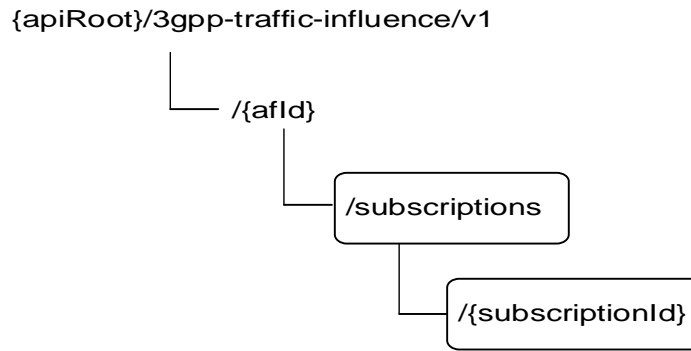 {apiRoot}/3gpp-traffic-influence/v1
/{afId}
/subscriptions
/{subscriptionId}